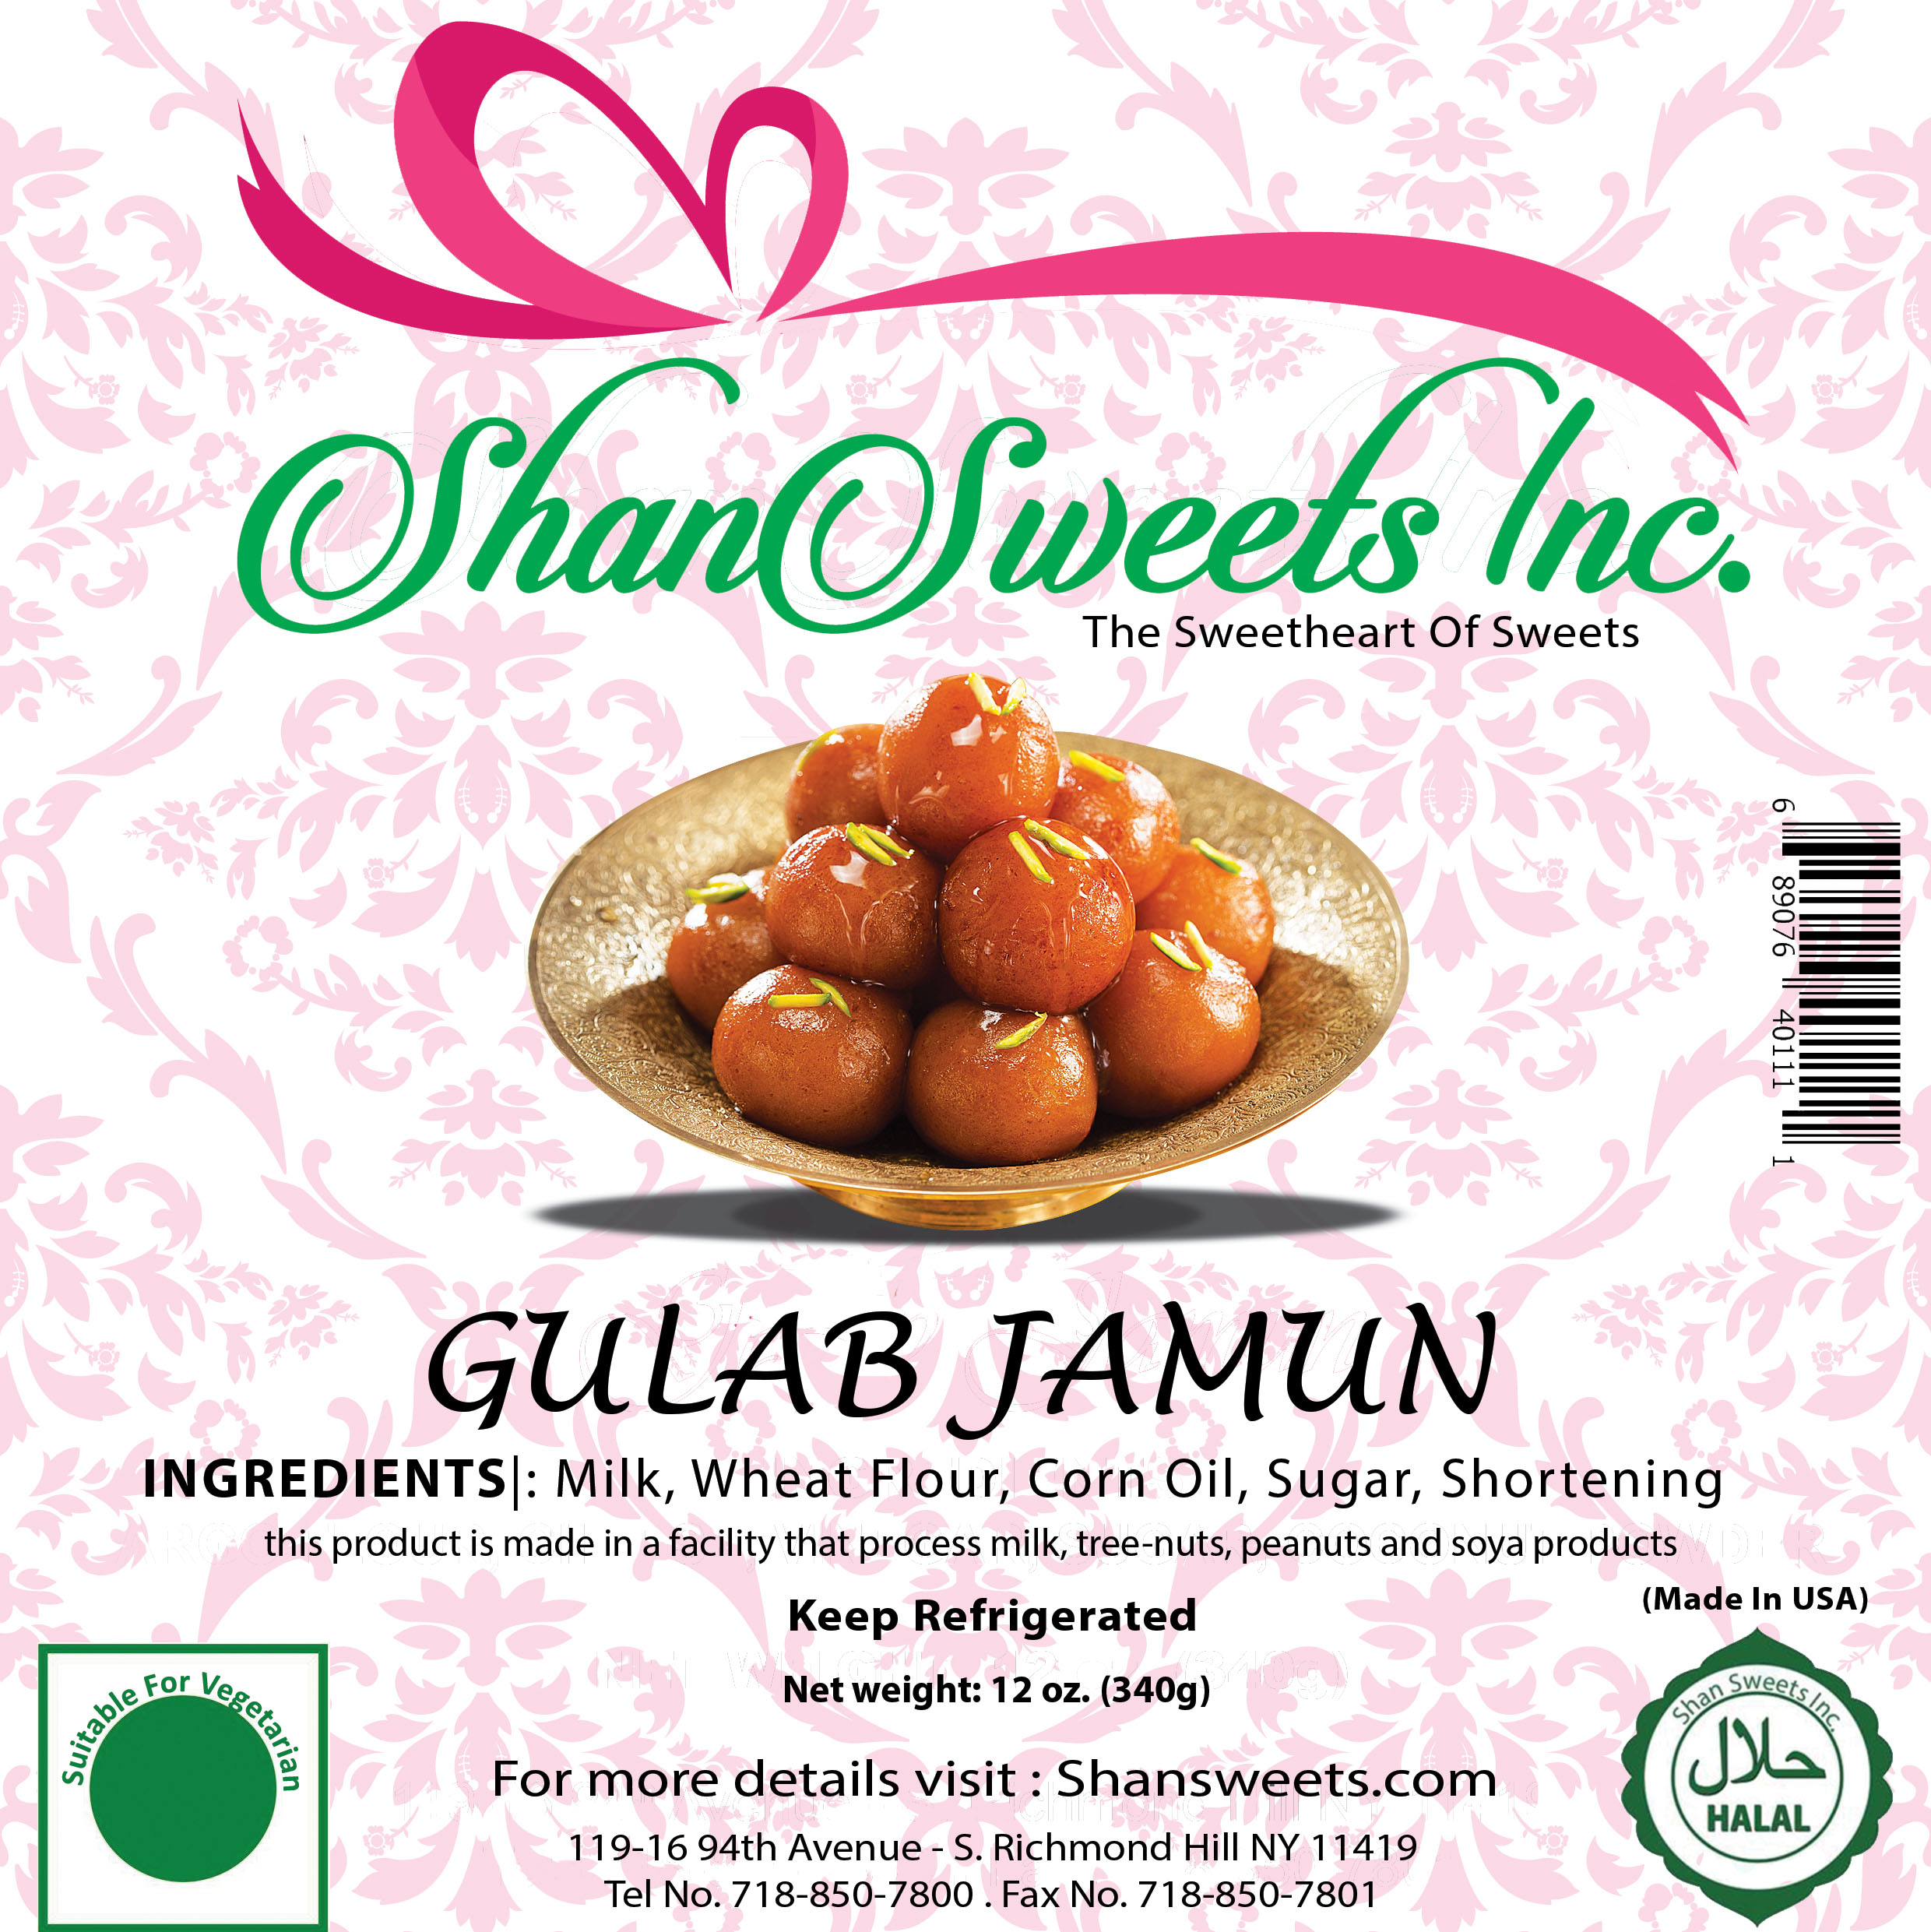 ShanSweets Inc.
The Sweetheart Of Sweets
6 89076 40111 1
GULAB JAMUN
INGREDIENTS|: Milk, Wheat Flour, Corn Oil, Sugar, Shortening
this product is made in a facility that process milk, tree-nuts, peanuts and soya products
Keep Refrigerated
(Made In USA)
Net weight: 12 oz. (340g)
Suitable For Vegetarian
Shan Sweets Inc.
حلال
HALAL
For more details visit : Shansweets.com
119-16 94th Avenue - S. Richmond Hill NY 11419
Tel No. 718-850-7800 . Fax No. 718-850-7801